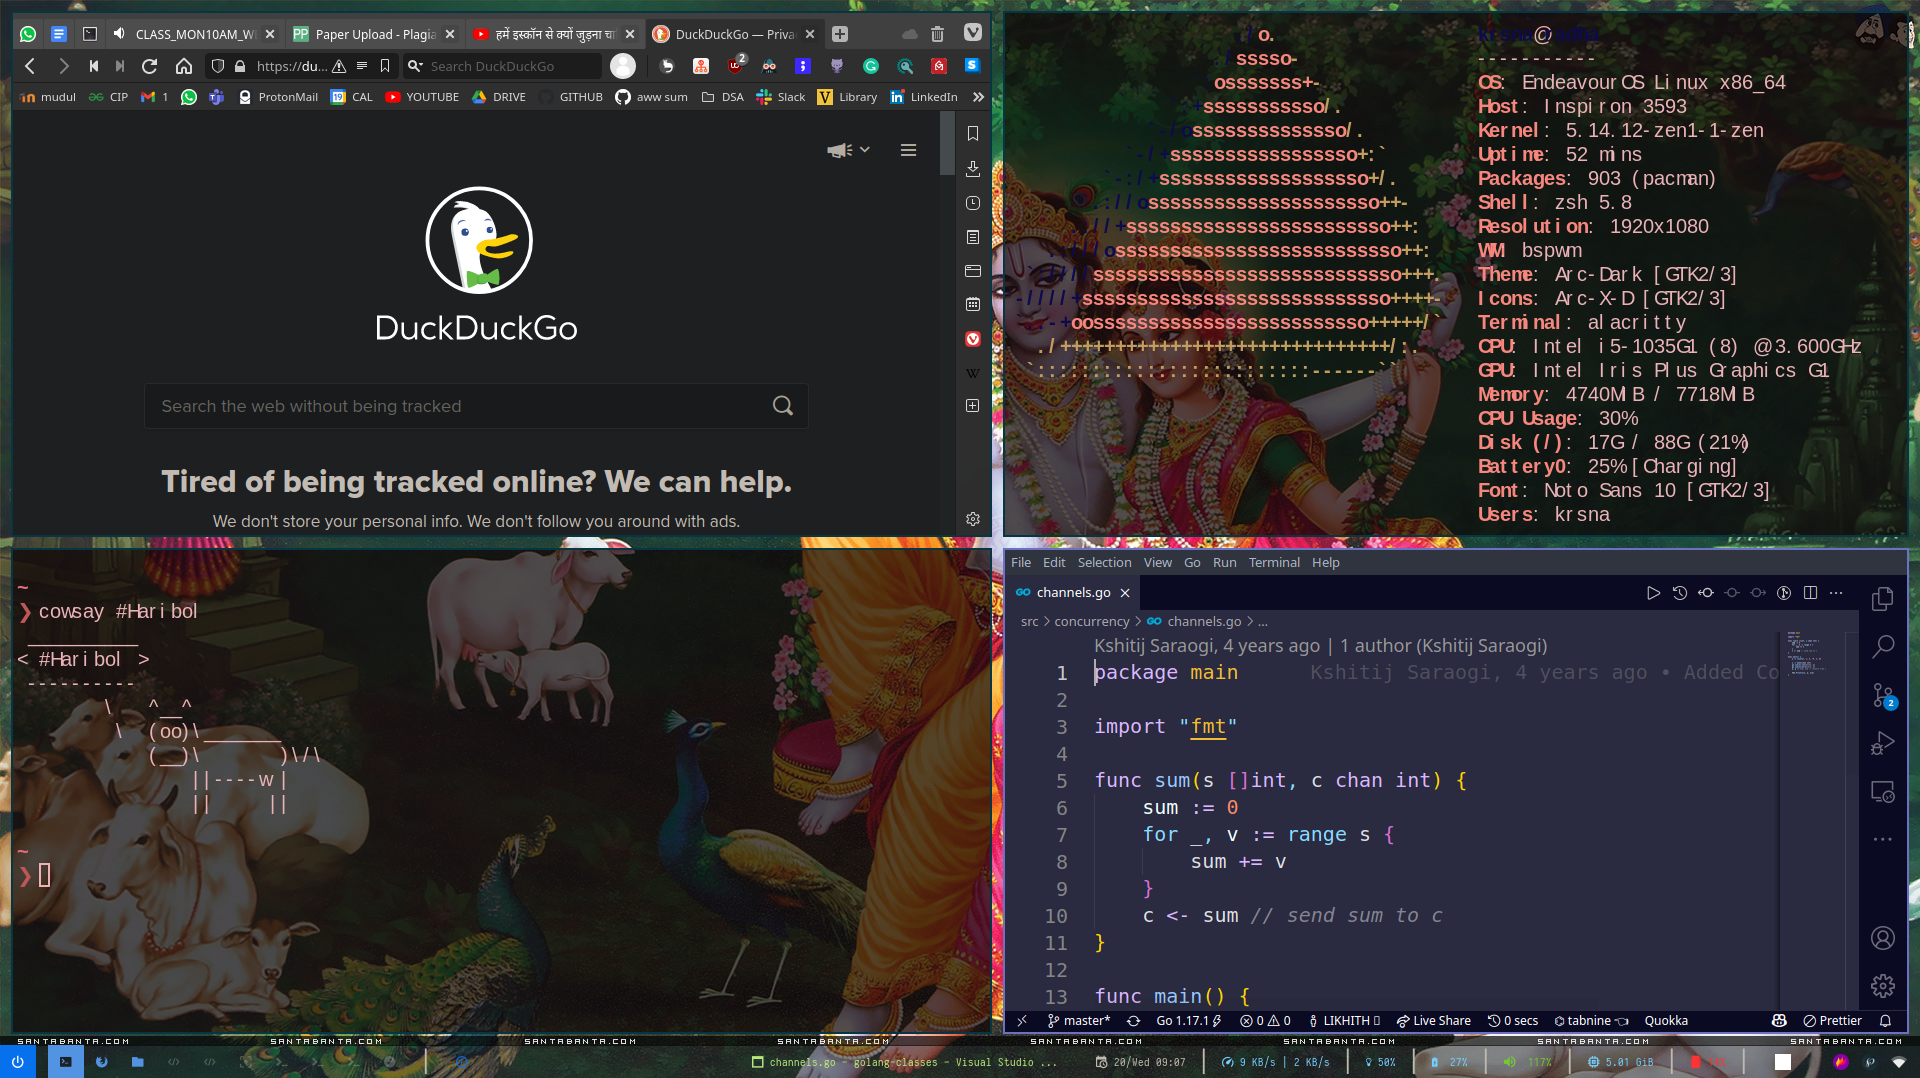 CLASS_MON10AM_W
Paper Upload - Plagia
हमें इस्कॉन से क्यों जुड़ना चा
DuckDuckGo — Priva
https://du...
Search DuckDuckGo
2
mudul
CIP
1
ProtonMail
19 CAL
YOUTUBE
DRIVE
GITHUB
aww sum
DSA
Slack
Library
LinkedIn
DuckDuckGo
Search the web without being tracked
Tired of being tracked online? We can help.
We don't store your personal info. We don't follow you around with ads.
-----------
OS: EndeavourOS Linux x86_64
Host: Inspiron 3593
Kernel: 5.14.12-zen1-1-zen
Uptime: 52 mins
Packages: 903 (pacman)
Shell: zsh 5.8
Resolution: 1920x1080
WM: bspwm
Theme: Arc-Dark [GTK2/3]
Icons: Arc-X-D [GTK2/3]
Terminal: alacritty
CPU: Intel i5-1035G1 (8) @ 3.600GHz
GPU: Intel Iris Plus Graphics G1
Memory: 4740MiB / 7718MiB
CPU Usage: 30%
Disk (/): 17G / 88G (21%)
Battery0: 25% [Charging]
Font: Noto Sans 10 [GTK2/3]
Users: krsna
~
❯ cowsay #Haribol
__________
< #Haribol >
----------
\   ^__^
\  (oo)\_______
(__)\       )\/\
||----w |
||     ||
~
❯
File Edit Selection View Go Run Terminal Help
channels.go
src > concurrency > channels.go > ...
Kshitij Saraogi, 4 years ago | 1 author (Kshitij Saraogi)
1 package main Kshitij Saraogi, 4 years ago • Added Co
2
3 import "fmt"
4
5 func sum(s []int, c chan int) {
6 sum := 0
7 for _, v := range s {
8 sum += v
9 }
10 c <- sum // send sum to c
11 }
12
13 func main() {
2
master*
Go 1.17.1
0 0
LIKHITH
Live Share
0 secs
tabnine
Quokka
Prettier
SANTABANTA.COM SANTABANTA.COM SANTABANTA.COM SANTABANTA.COM SANTABANTA.COM SANTABANTA.COM SANTABANTA.COM SANTABANTA.COM
channels.go - golang-classes - Visual Studio ...
20/Wed 09:07
9 KB/s | 2 KB/s
50%
27%
117%
5.01 GiB